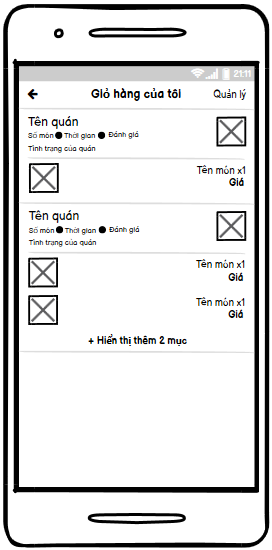 21:11
Giỏ hàng của tôi Quản lý
Tên quán
Số món Thời gian Đánh giá
Tình trạng của quán
Tên món x1
Giá
Tên quán
Số món Thời gian Đánh giá
Tình trạng của quán
Tên món x1
Giá
Tên món x1
Giá
+ Hiển thị thêm 2 mục